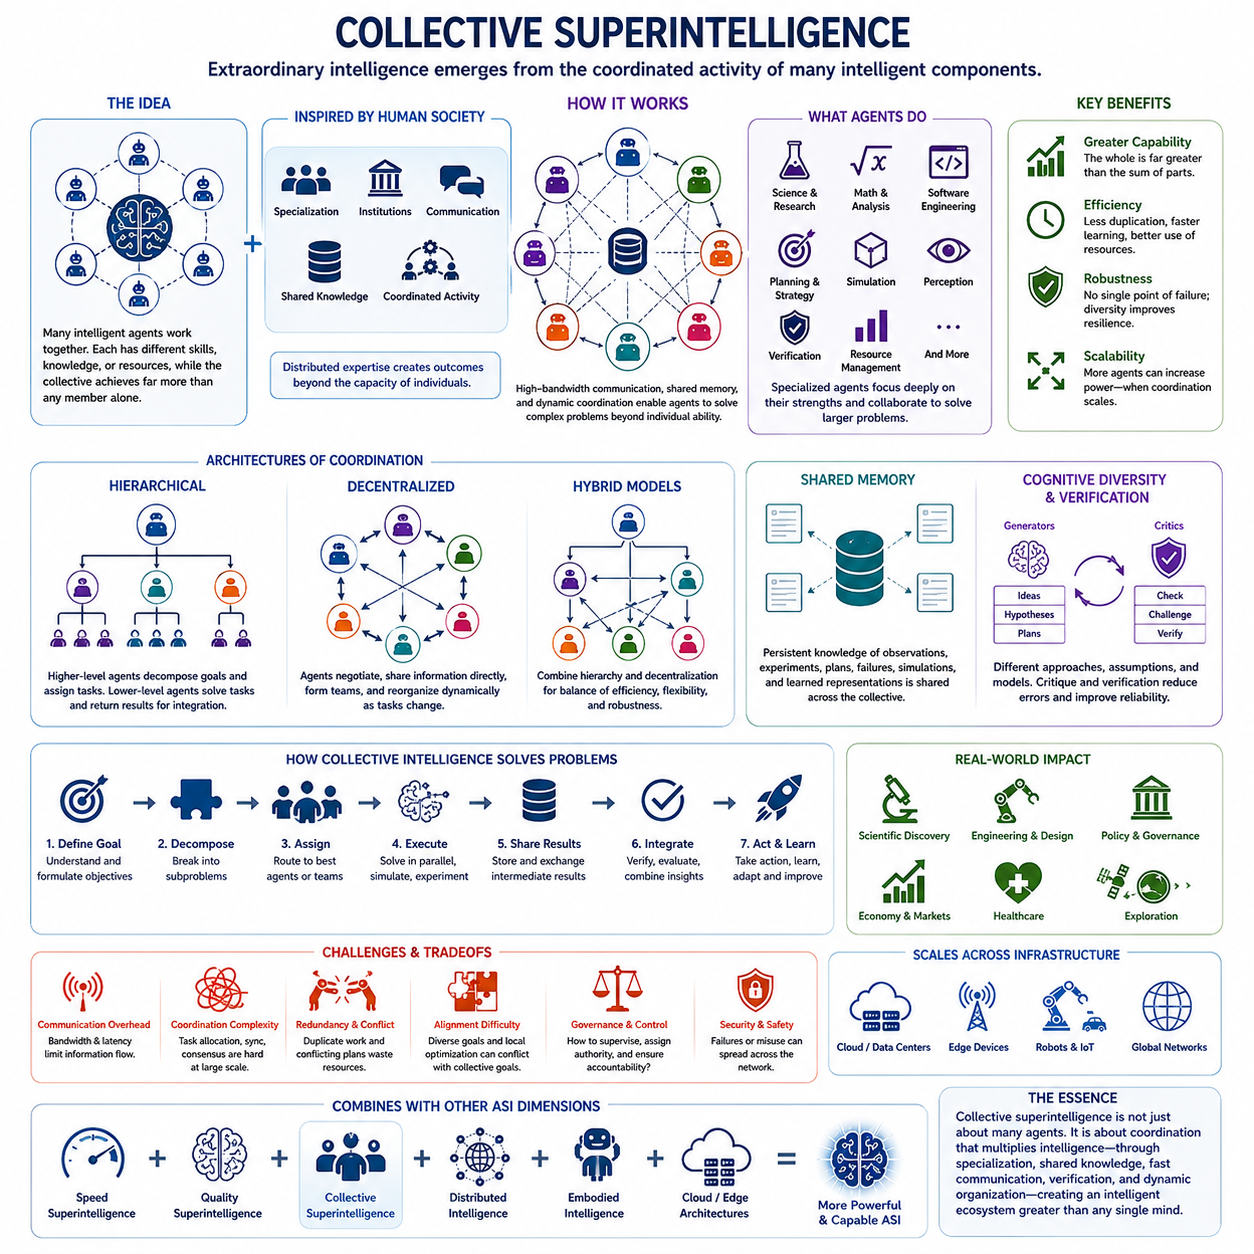 COLLECTIVE SUPERINTELLIGENCE
Extraordinary intelligence emerges from the coordinated activity of many intelligent components.
THE IDEA
Many intelligent agents work
together. Each has different skills,
knowledge, or resources, while the
collective achieves far more than
any member alone.
+
INSPIRED BY HUMAN SOCIETY
Specialization
Institutions
Communication
Shared Knowledge
Coordinated Activity
Distributed expertise creates outcomes
beyond the capacity of individuals.
HOW IT WORKS
High-bandwidth communication, shared memory,
and dynamic coordination enable agents to solve
complex problems beyond individual ability.
WHAT AGENTS DO
Science &
Research
√x
Math &
Analysis
</>
Software
Engineering
Planning &
Strategy
Simulation
Perception
Verification
Resource
Management
...
And More
Specialized agents focus deeply on
their strengths and collaborate to solve
larger problems.
KEY BENEFITS
Greater Capability
The whole is far greater
than the sum of parts.
Efficiency
Less duplication, faster
learning, better use of
resources.
Robustness
No single point of failure;
diversity improves
resilience.
Scalability
More agents can increase
power—when coordination
scales.
ARCHITECTURES OF COORDINATION
HIERARCHICAL
Higher-level agents decompose goals and
assign tasks. Lower-level agents solve tasks
and return results for integration.
DECENTRALIZED
Agents negotiate, share information directly,
form teams, and reorganize dynamically
as tasks change.
HYBRID MODELS
Combine hierarchy and decentralization
for balance of efficiency, flexibility,
and robustness.
SHARED MEMORY
Persistent knowledge of observations,
experiments, plans, failures, simulations,
and learned representations is shared
across the collective.
COGNITIVE DIVERSITY
& VERIFICATION
Generators
Ideas
Hypotheses
Plans
Critics
Check
Challenge
Verify
Different approaches, assumptions, and
models. Critique and verification reduce
errors and improve reliability.
HOW COLLECTIVE INTELLIGENCE SOLVES PROBLEMS
1. Define Goal
Understand and
formulate objectives
2. Decompose
Break into
subproblems
3. Assign
Route to best
agents or teams
4. Execute
Solve in parallel,
simulate, experiment
5. Share Results
Store and exchange
intermediate results
6. Integrate
Verify, evaluate,
combine insights
7. Act & Learn
Take action, learn,
adapt and improve
REAL-WORLD IMPACT
Scientific Discovery
Engineering & Design
Policy & Governance
Economy & Markets
Healthcare
Exploration
CHALLENGES & TRADEOFS
Communication Overhead
Bandwidth & latency
limit information flow.
Coordination Complexity
Task allocation, sync,
consensus are hard
at large scale.
Redundancy & Conflict
Duplicate work and
conflicting plans waste
resources.
Alignment Difficulty
Diverse goals and local
optimization can conflict
with collective goals.
Governance & Control
How to supervise, assign
authority, and ensure
accountability?
Security & Safety
Failures or misuse can
spread across the
network.
SCALES ACROSS INFRASTRUCTURE
Cloud / Data Centers
Edge Devices
Robots & IoT
Global Networks
COMBINES WITH OTHER ASI DIMENSIONS
Speed
Superintelligence
+
Quality
Superintelligence
+
Collective
Superintelligence
+
Distributed
Intelligence
+
Embodied
Intelligence
+
Cloud / Edge
Architectures
=
More Powerful
& Capable ASI
THE ESSENCE
Collective superintelligence is not just
about many agents. It is about coordination
that multiplies intelligence—through
specialization, shared knowledge, fast
communication, verification, and dynamic
organization—creating an intelligent
ecosystem greater than any single mind.